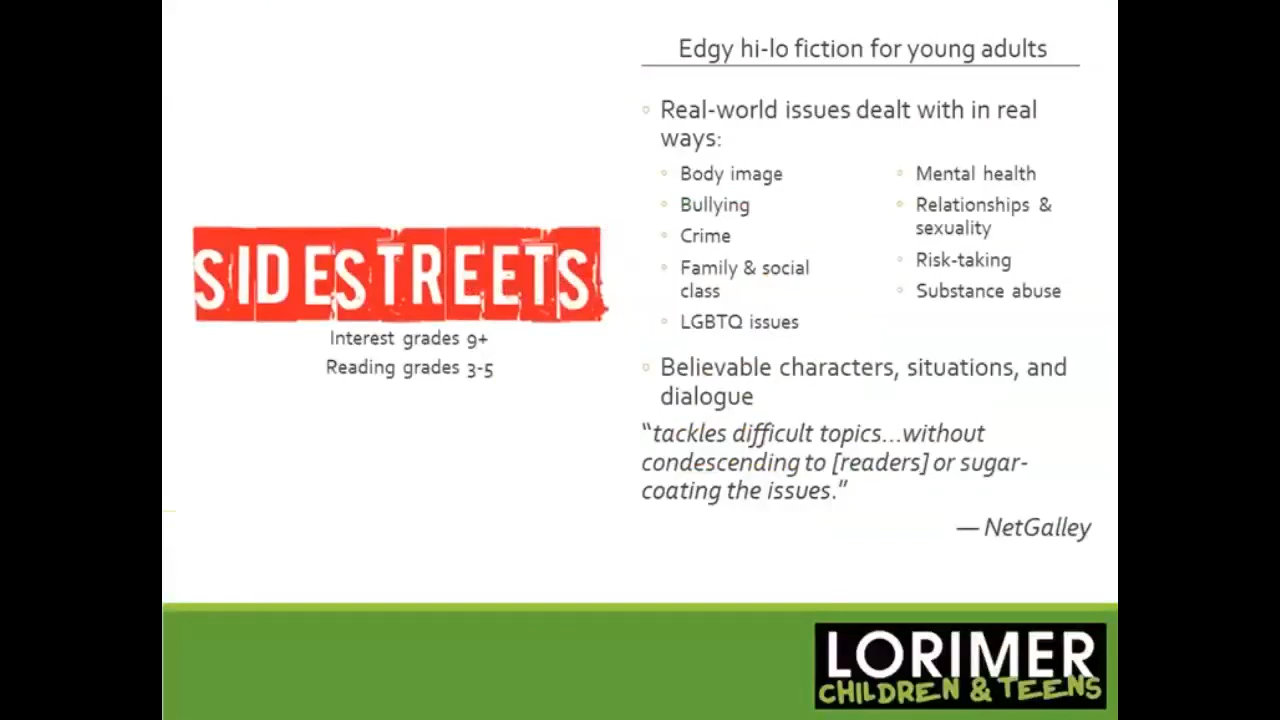 Edgy hi-lo fiction for young adults
Real-world issues dealt with in real
ways:
Body image
Bullying
Crime
Family & social
class
LGBTQ issues
Mental health
Relationships &
sexuality
Risk-taking
Substance abuse
Believable characters, situations, and
dialogue
“tackles difficult topics...without
condescending to [readers] or sugar-
coating the issues.”
— NetGalley
SIDESTREETS
Interest grades 9+
Reading grades 3-5
LORIMER
CHILDREN & TEENS